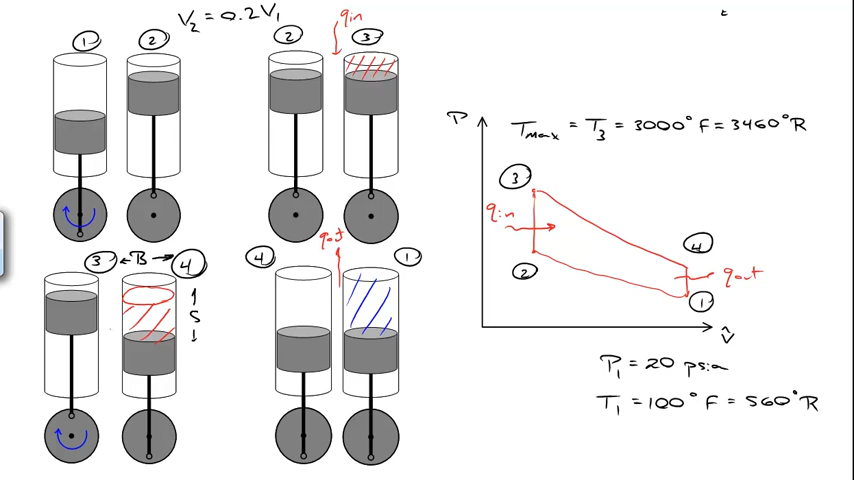 V₂ = 0.2V₁
qin
1
2
2
3
P
Tmax = T₃ = 3000°F = 3460°R
3
qin
4
qout
2
1
V̂
qout
3
B
4
S
4
1
P₁ = 20 psia
T₁ = 100°F = 560°R